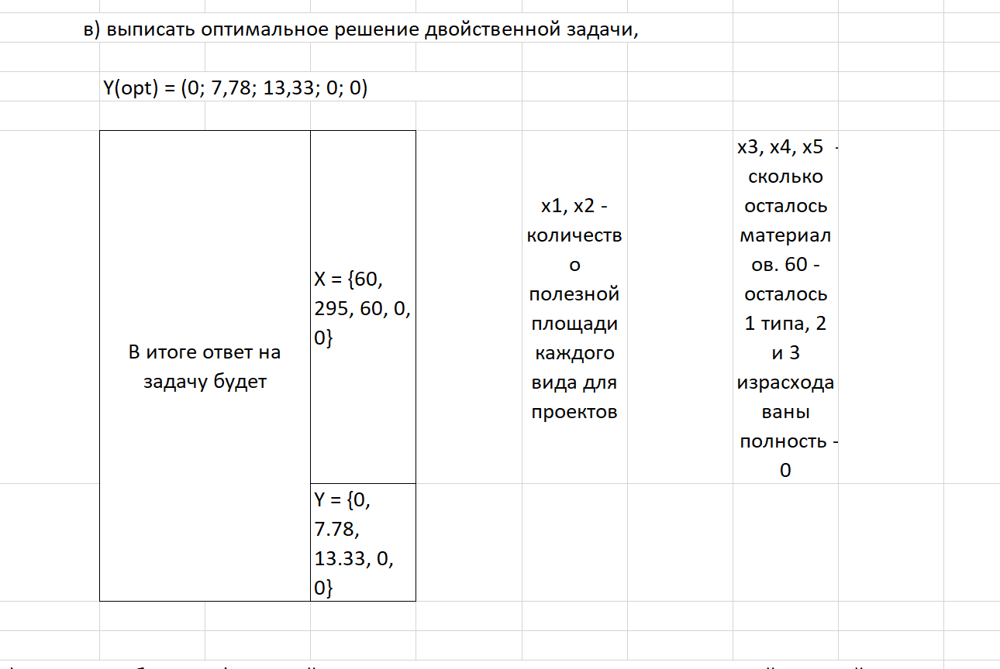 в) выписать оптимальное решение двойственной задачи,
Y(opt) = (0; 7,78; 13,33; 0; 0)
В итоге ответ на
задачу будет
X = {60,
295, 60, 0,
0}
Y = {0,
7.78,
13.33, 0,
0}
x1, x2 -
количеств
о
полезной
площади
каждого
вида для
проектов
x3, x4, x5 -
сколько
осталось
материал
ов. 60 -
осталось
1 типа, 2
и 3
израсхода
ваны
полность -
0